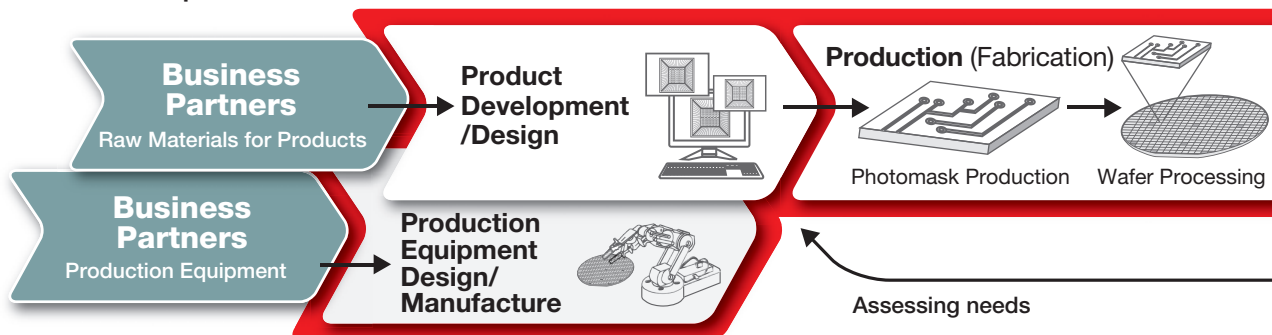 Business
Partners
Raw Materials for Products
Product
Development
/Design
Production (Fabrication)
Photomask Production
Wafer Processing
Business
Partners
Production Equipment
Production
Equipment
Design/
Manufacture
Assessing needs